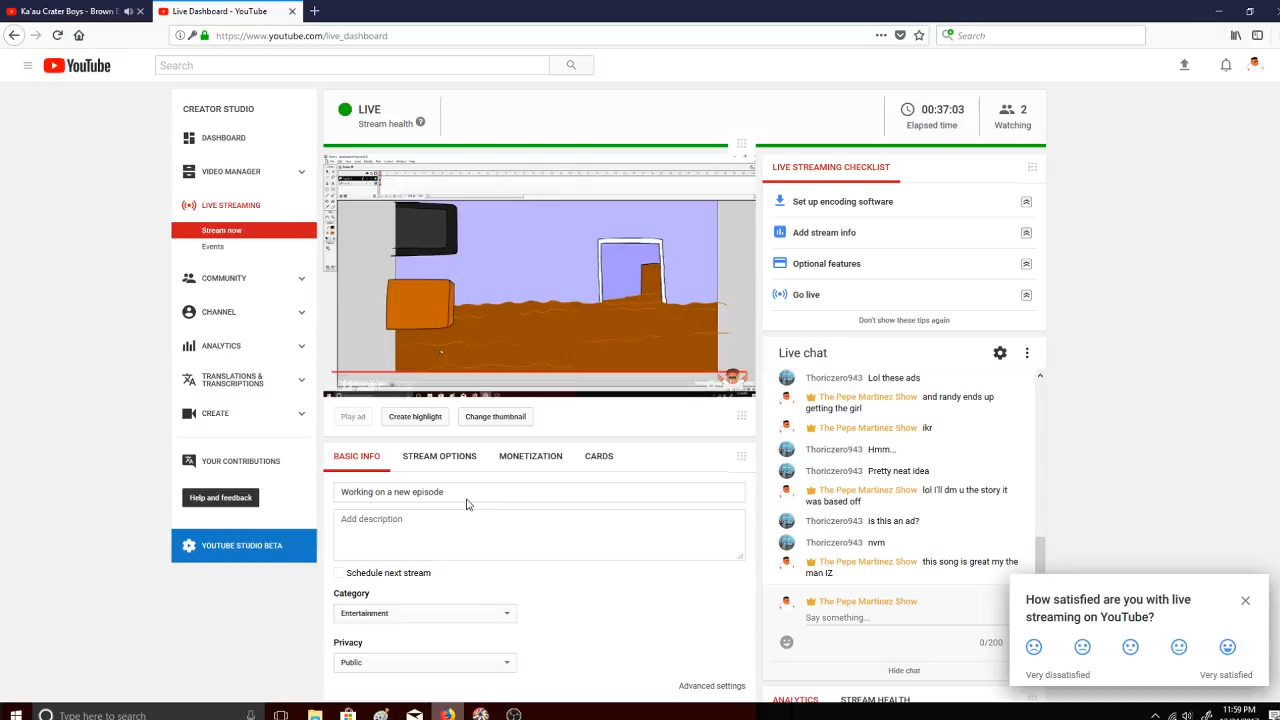 Ka'au Crater Boys - Brown E
Live Dashboard - YouTube
https://www.youtube.com/live_dashboard
Search
YouTube
Search
CREATOR STUDIO
DASHBOARD
VIDEO MANAGER
LIVE STREAMING
Stream now
Events
COMMUNITY
CHANNEL
ANALYTICS
TRANSLATIONS &
TRANSCRIPTIONS
CREATE
YOUR CONTRIBUTIONS
Help and feedback
YOUTUBE STUDIO BETA
LIVE
Stream health
00:37:03
Elapsed time
2
Watching
Play ad
Create highlight
Change thumbnail
BASIC INFO
STREAM OPTIONS
MONETIZATION
CARDS
Working on a new episode
Add description
Schedule next stream
Category
Entertainment
Privacy
Public
Advanced settings
LIVE STREAMING CHECKLIST
Set up encoding software
Add stream info
Optional features
Go live
Don't show these tips again
Live chat
Thoriczero943 Lol these ads
The Pepe Martinez Show and randy ends up
getting the girl
The Pepe Martinez Show ikr
Thoriczero943 Hmm...
Thoriczero943 Pretty neat idea
The Pepe Martinez Show lol I'll dm u the story it
was based off
Thoriczero943 is this an ad?
Thoriczero943 nvm
The Pepe Martinez Show this song is great my the
man IZ
The Pepe Martinez Show
Say something...
0/200
Hide chat
ANALYTICS
STREAM HEALTH
How satisfied are you with live
streaming on YouTube?
Very dissatisfied
Very satisfied
Type here to search
11:59 PM